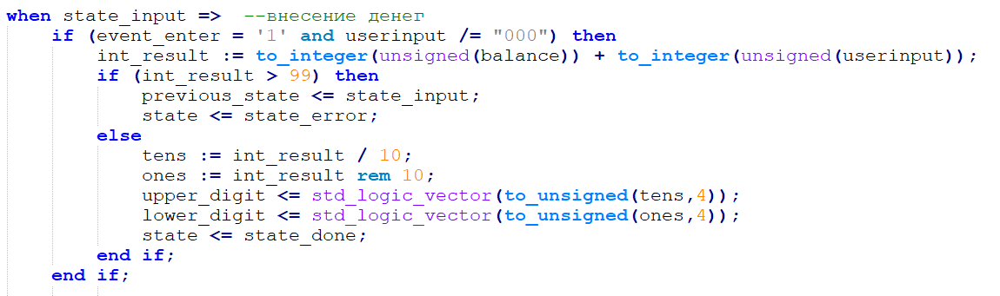 when state_input =>  --внесение денег
    if (event_enter = '1' and userinput /= "000") then
        int_result := to_integer(unsigned(balance)) + to_integer(unsigned(userinput));
        if (int_result > 99) then
            previous_state <= state_input;
            state <= state_error;
        else
            tens := int_result / 10;
            ones := int_result rem 10;
            upper_digit <= std_logic_vector(to_unsigned(tens,4));
            lower_digit <= std_logic_vector(to_unsigned(ones,4));
            state <= state_done;
        end if;
    end if;